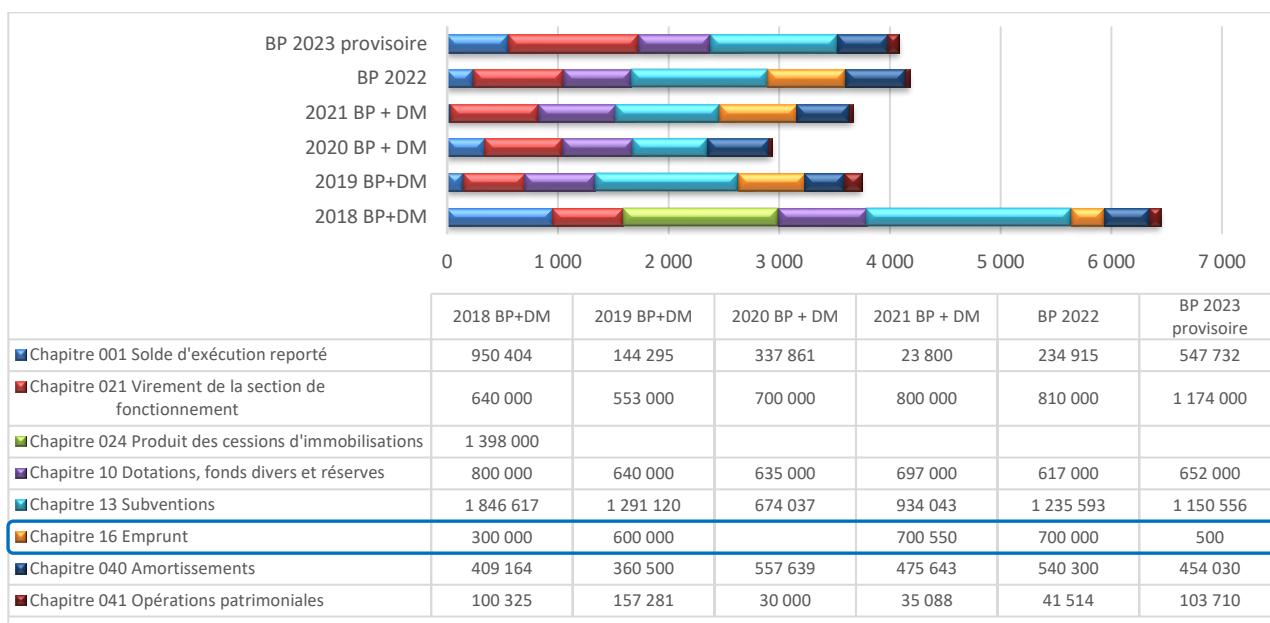 BP 2023 provisoire
BP 2022
2021 BP + DM
2020 BP + DM
2019 BP+DM
2018 BP+DM
0 1 000 2 000 3 000 4 000 5 000 6 000 7 000
2018 BP+DM 2019 BP+DM 2020 BP + DM 2021 BP + DM BP 2022 BP 2023
provisoire
Chapitre 001 Solde d'exécution reporté 950 404 144 295 337 861 23 800 234 915 547 732
Chapitre 021 Virement de la section de
fonctionnement 640 000 553 000 700 000 800 000 810 000 1 174 000
Chapitre 024 Produit des cessions d'immobilisations 1 398 000
Chapitre 10 Dotations, fonds divers et réserves 800 000 640 000 635 000 697 000 617 000 652 000
Chapitre 13 Subventions 1 846 617 1 291 120 674 037 934 043 1 235 593 1 150 556
Chapitre 16 Emprunt 300 000 600 000 700 550 700 000 500
Chapitre 040 Amortissements 409 164 360 500 557 639 475 643 540 300 454 030
Chapitre 041 Opérations patrimoniales 100 325 157 281 30 000 35 088 41 514 103 710